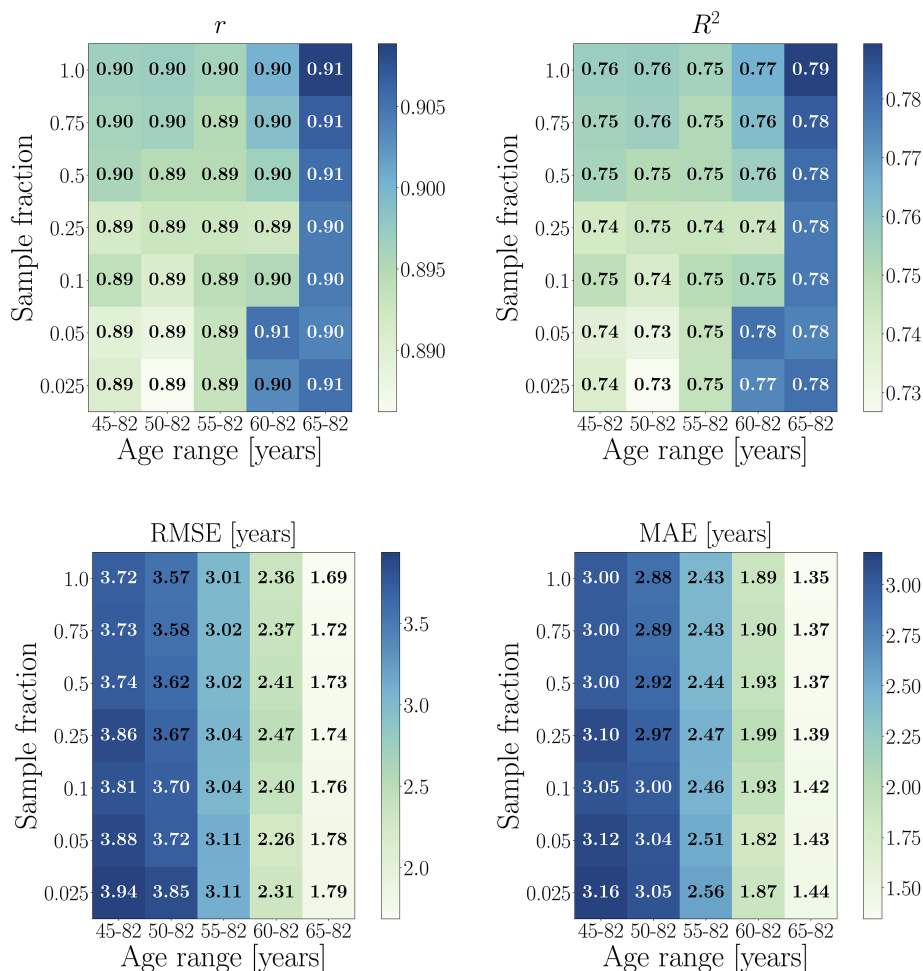 r
R²
1.0 0.90 0.90 0.90 0.90 0.91
0.75 0.90 0.90 0.89 0.90 0.91
0.5 0.90 0.89 0.89 0.90 0.91
0.25 0.89 0.89 0.89 0.89 0.90
0.1 0.89 0.89 0.89 0.90 0.90
0.05 0.89 0.89 0.89 0.91 0.90
0.025 0.89 0.89 0.89 0.90 0.91
45-82 50-82 55-82 60-82 65-82
Age range [years]
Sample fraction
0.905
0.900
0.895
0.890
1.0 0.76 0.76 0.75 0.77 0.79
0.75 0.75 0.76 0.75 0.76 0.78
0.5 0.75 0.75 0.75 0.76 0.78
0.25 0.74 0.75 0.74 0.74 0.78
0.1 0.75 0.74 0.75 0.75 0.78
0.05 0.74 0.73 0.75 0.78 0.78
0.025 0.74 0.73 0.75 0.77 0.78
45-82 50-82 55-82 60-82 65-82
Age range [years]
Sample fraction
0.78
0.77
0.76
0.75
0.74
0.73
RMSE [years]
1.0 3.72 3.57 3.01 2.36 1.69
0.75 3.73 3.58 3.02 2.37 1.72
0.5 3.74 3.62 3.02 2.41 1.73
0.25 3.86 3.67 3.04 2.47 1.74
0.1 3.81 3.70 3.04 2.40 1.76
0.05 3.88 3.72 3.11 2.26 1.78
0.025 3.94 3.85 3.11 2.31 1.79
45-82 50-82 55-82 60-82 65-82
Age range [years]
Sample fraction
3.5
3.0
2.5
2.0
MAE [years]
1.0 3.00 2.88 2.43 1.89 1.35
0.75 3.00 2.89 2.43 1.90 1.37
0.5 3.00 2.92 2.44 1.93 1.37
0.25 3.10 2.97 2.47 1.99 1.39
0.1 3.05 3.00 2.46 1.93 1.42
0.05 3.12 3.04 2.51 1.82 1.43
0.025 3.16 3.05 2.56 1.87 1.44
45-82 50-82 55-82 60-82 65-82
Age range [years]
Sample fraction
3.00
2.75
2.50
2.25
2.00
1.75
1.50